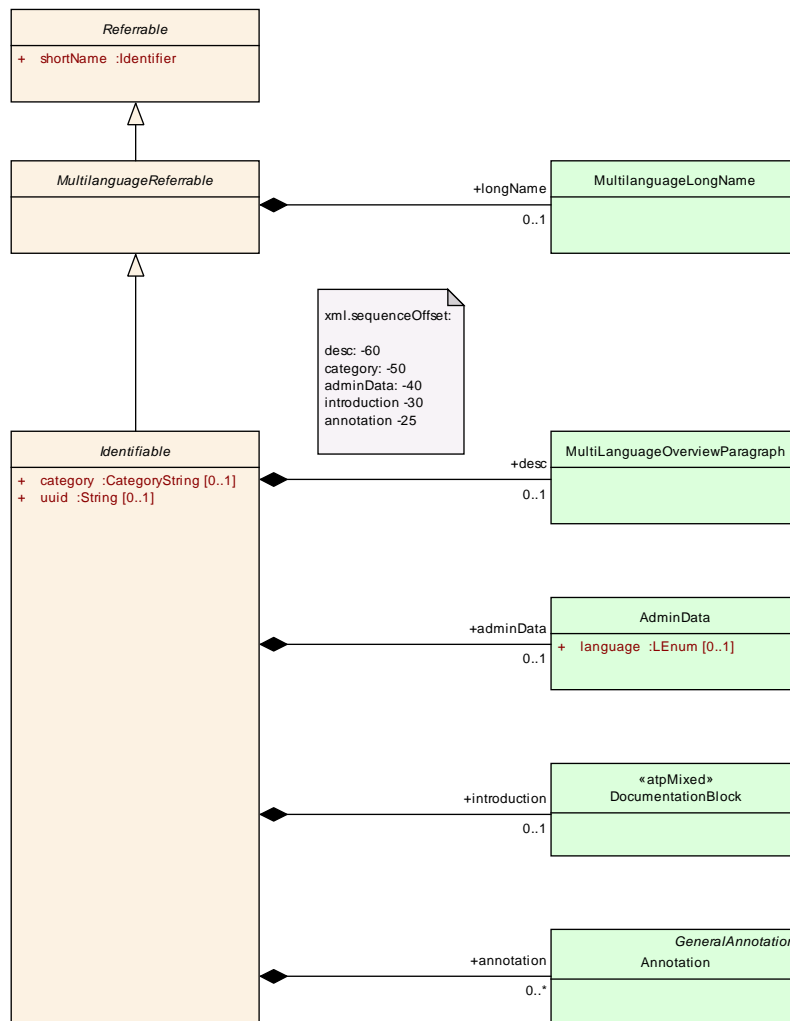 Referrable
+ shortName :Identifier
MultilanguageReferrable
+longName
0..1
MultilanguageLongName
xml.sequenceOffset:
desc: -60
category: -50
adminData: -40
introduction -30
annotation -25
Identifiable
+ category :CategoryString [0..1]
+ uuid :String [0..1]
+desc
0..1
MultiLanguageOverviewParagraph
+adminData
0..1
AdminData
+ language :LEnum [0..1]
+introduction
0..1
«atpMixed»
DocumentationBlock
+annotation
0..*
GeneralAnnotation
Annotation